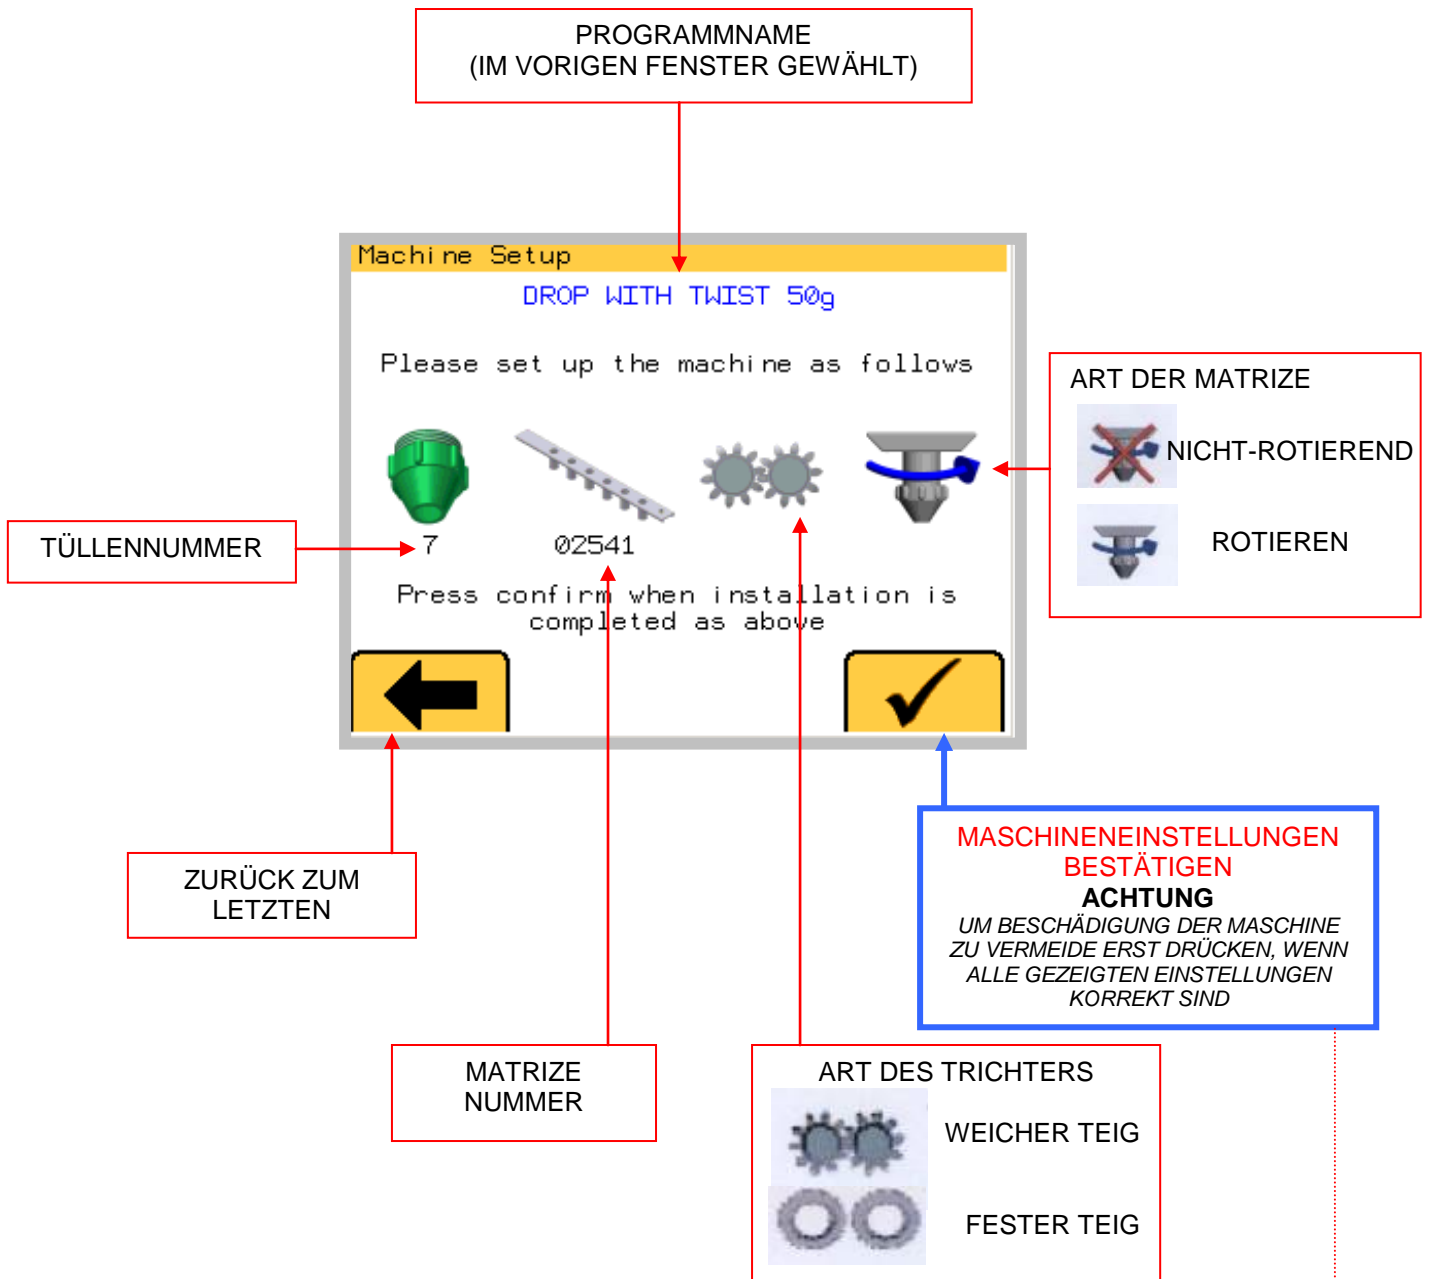 PROGRAMMNAME
(IM VORIGEN FENSTER GEWÄHLT)
Machine Setup
DROP WITH TWIST 50g
Please set up the machine as follows
7
02541
Press confirm when installation is
completed as above
ART DER MATRIZE
NICHT-ROTIEREND
ROTIEREN
TÜLLENNUMMER
ZURÜCK ZUM
LETZTEN
MASCHINENEINSTELLUNGEN
BESTÄTIGEN
ACHTUNG
UM BESCHÄDIGUNG DER MASCHINE
ZU VERMEIDE ERST DRÜCKEN, WENN
ALLE GEZEIGTEN EINSTELLUNGEN
KORREKT SIND
MATRIZE
NUMMER
ART DES TRICHTERS
WEICHER TEIG
FESTER TEIG